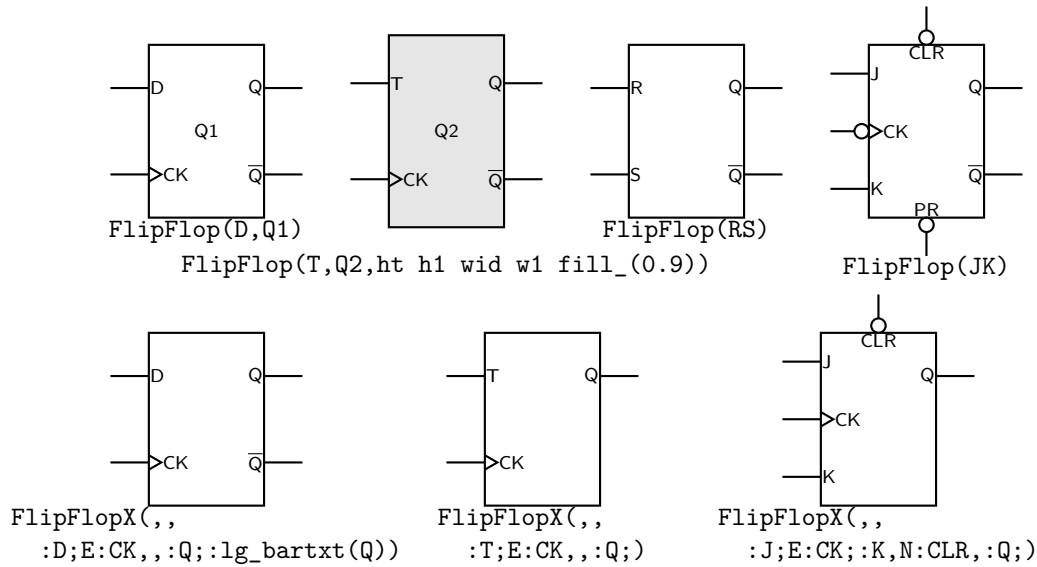 CLR
D Q T Q R Q J Q
Q1 Q2 CK
CK Q̅ CK Q̅ S Q̅ K Q̅
PR
FlipFlop(D,Q1) FlipFlop(RS)
FlipFlop(T,Q2,ht h1 wid w1 fill_(0.9)) FlipFlop(JK)
CLR
D Q T Q J Q
CK
CK Q̅ CK K
FlipFlopX(,, FlipFlopX(,, FlipFlopX(,,
:D;E:CK,,:Q;:lg_bartxt(Q)) :T;E:CK,,:Q;) :J;E:CK;:K,N:CLR,:Q;)